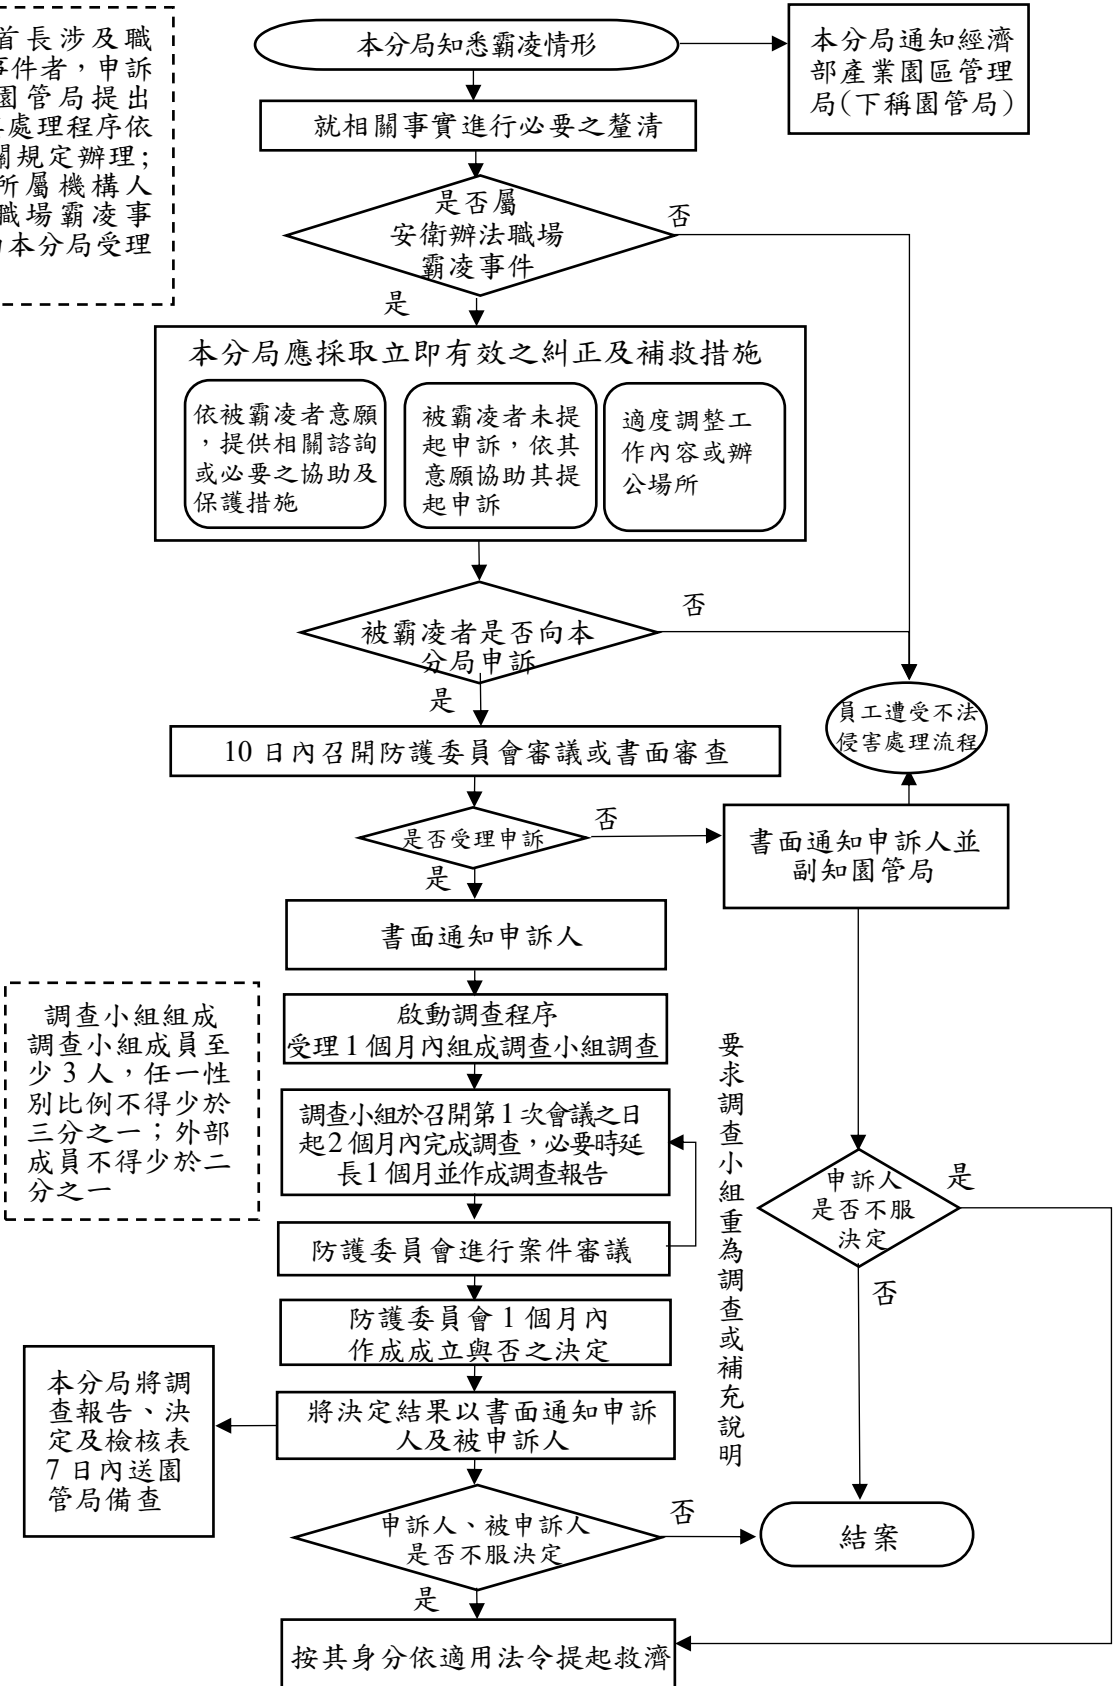 首長涉及職
事件者，申訴
園管局提出
處理程序依
關規定辦理；
所屬機構人
職場霸凌事
向本分局受理
本分局知悉霸凌情形
本分局通知經濟
部產業園區管理
局(下稱園管局)
就相關事實進行必要之釐清
是否屬
安衛辦法職場
霸凌事件
否
是
本分局應採取立即有效之糾正及補救措施
依被霸凌者意願
，提供相關諮詢
或必要之協助及
保護措施
被霸凌者未提
起申訴，依其
意願協助其提
起申訴
適度調整工
作內容或辦
公場所
被霸凌者是否向本
分局申訴
否
是
員工遭受不法
侵害處理流程
10 日內召開防護委員會審議或書面審查
是否受理申訴
否
是
書面通知申訴人並
副知園管局
書面通知申訴人
啟動調查程序
受理 1 個月內組成調查小組調查
調查小組組成
調查小組成員至
少 3 人，任一性
別比例不得少於
三分之一；外部
成員不得少於二
分之一
調查小組於召開第 1 次會議之日
起 2 個月內完成調查，必要時延
長 1 個月並作成調查報告
要求調查小組重為調查或補充說明
申訴人
是否不服
決定
是
否
防護委員會進行案件審議
防護委員會 1 個月內
作成成立與否之決定
將決定結果以書面通知申訴
人及被申訴人
本分局將調
查報告、決
定及檢核表
7 日內送園
管局備查
申訴人、被申訴人
是否不服決定
否
是
結案
按其身分依適用法令提起救濟